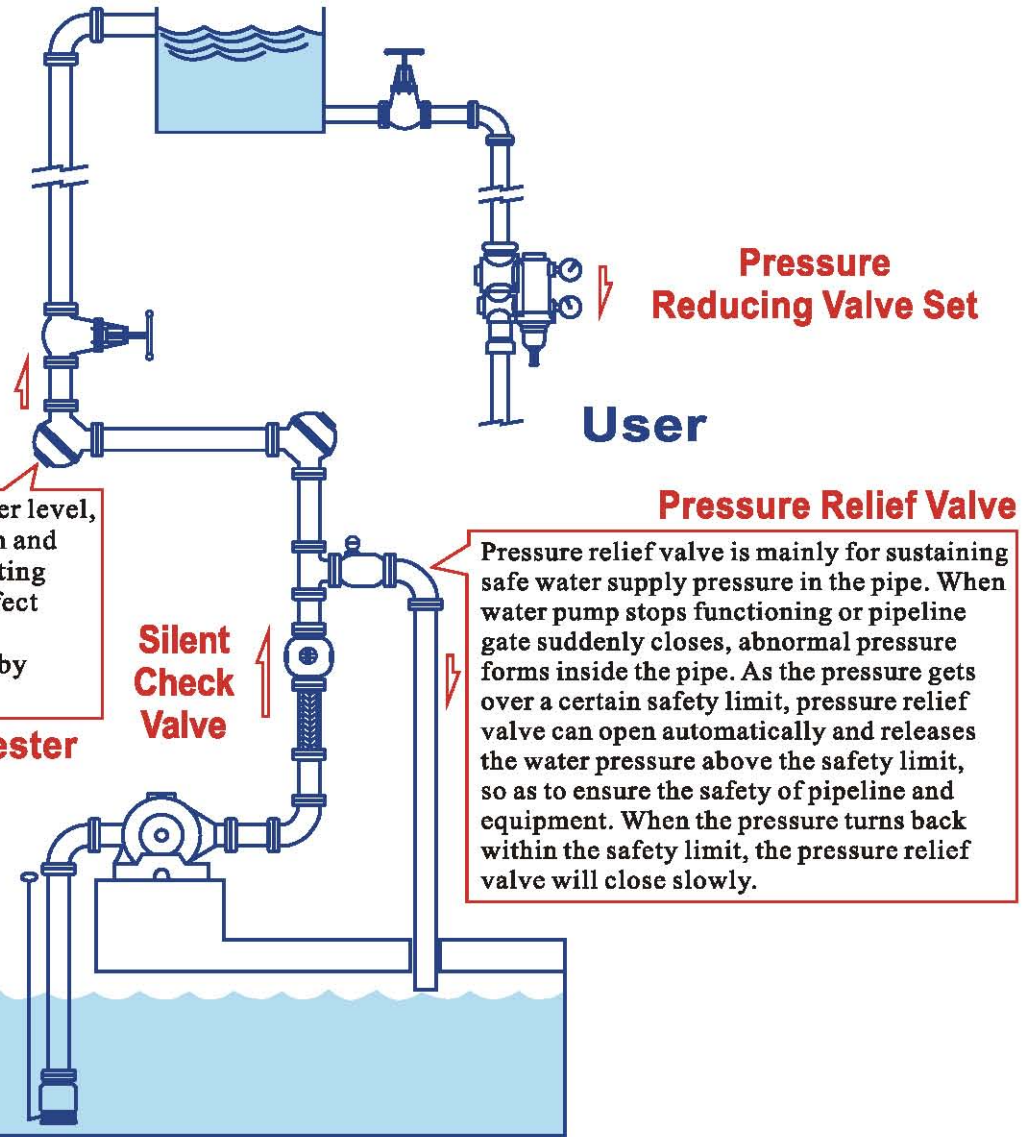 Pressure
Reducing Valve Set
User
er level,
n and
ting
fect
by
ester
Silent
Check
Valve
Pressure Relief Valve
Pressure relief valve is mainly for sustaining
safe water supply pressure in the pipe. When
water pump stops functioning or pipeline
gate suddenly closes, abnormal pressure
forms inside the pipe. As the pressure gets
over a certain safety limit, pressure relief
valve can open automatically and releases
the water pressure above the safety limit,
so as to ensure the safety of pipeline and
equipment. When the pressure turns back
within the safety limit, the pressure relief
valve will close slowly.